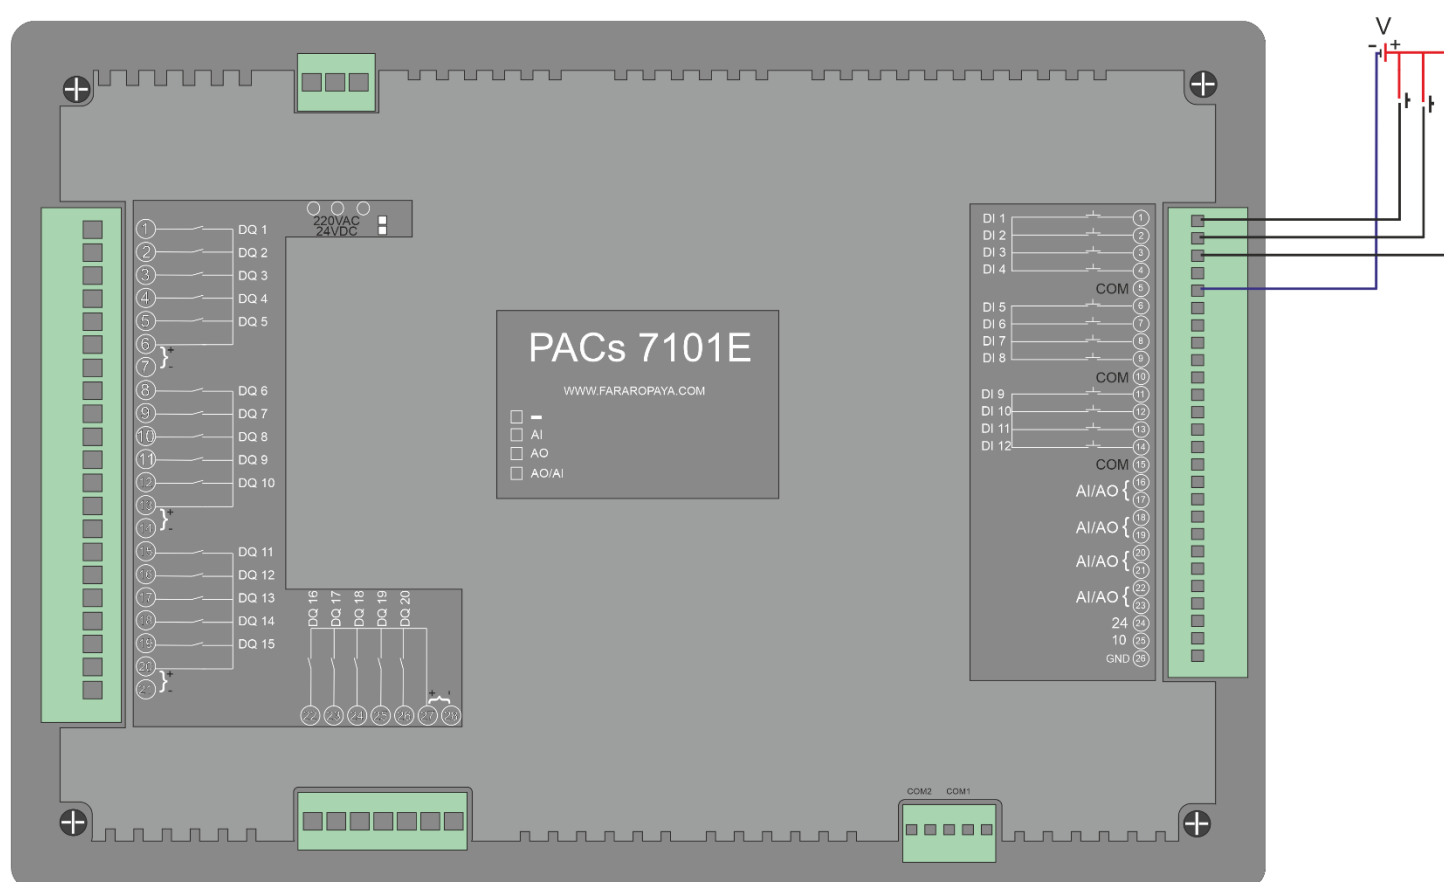 V
- +
220VAC
24VDC
1 DQ 1
2 DQ 2
3 DQ 3
4 DQ 4
5 DQ 5
6 +
7 -
8 DQ 6
9 DQ 7
10 DQ 8
11 DQ 9
12 DQ 10
13 +
14 -
15 DQ 11
16 DQ 12
17 DQ 13
18 DQ 14
19 DQ 15
20 +
21 -
DQ 16
DQ 17
DQ 18
DQ 19
DQ 20
+ -
22 23 24 25 26 27 28
PACs 7101E
WWW.FARAROPAYA.COM
-
AI
AO
AO/AI
DI 1 1
DI 2 2
DI 3 3
DI 4 4
COM 5
DI 5 6
DI 6 7
DI 7 8
DI 8 9
COM 10
DI 9 11
DI 10 12
DI 11 13
DI 12 14
COM 15
AI/AO { 16
17
AI/AO { 18
19
AI/AO { 20
21
AI/AO { 22
23
24 24
10 25
GND 26
COM2 COM1